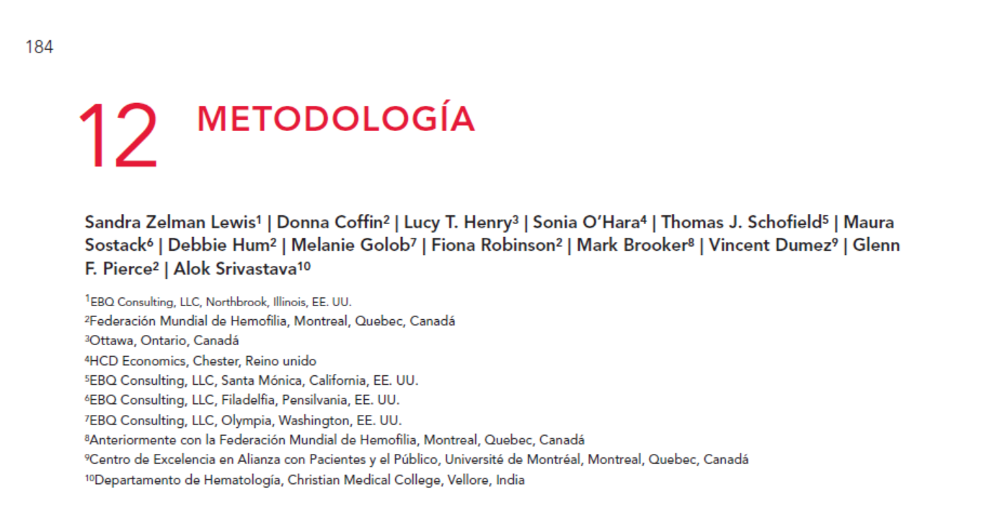 184
12 METODOLOGÍA
Sandra Zelman Lewis¹ | Donna Coffin² | Lucy T. Henry³ | Sonia O’Hara⁴ | Thomas J. Schofield⁵ | Maura
Sostack⁶ | Debbie Hum² | Melanie Golob⁷ | Fiona Robinson² | Mark Brooker⁸ | Vincent Dumez⁹ | Glenn
F. Pierce² | Alok Srivastava¹⁰
¹EBQ Consulting, LLC, Northbrook, Illinois, EE. UU.
²Federación Mundial de Hemofilia, Montreal, Quebec, Canadá
³Ottawa, Ontario, Canadá
⁴HCD Economics, Chester, Reino unido
⁵EBQ Consulting, LLC, Santa Mónica, California, EE. UU.
⁶EBQ Consulting, LLC, Filadelfia, Pensilvania, EE. UU.
⁷EBQ Consulting, LLC, Olympia, Washington, EE. UU.
⁸Anteriormente con la Federación Mundial de Hemofilia, Montreal, Quebec, Canadá
⁹Centro de Excelencia en Alianza con Pacientes y el Público, Université de Montréal, Montreal, Quebec, Canadá
¹⁰Departamento de Hematología, Christian Medical College, Vellore, India